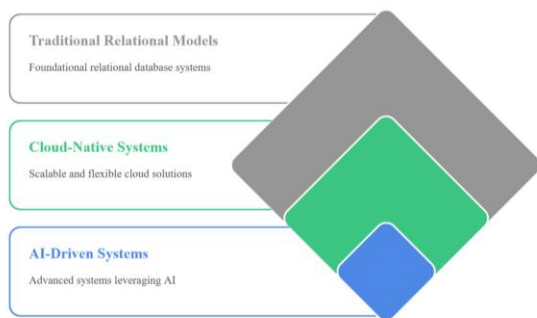 Traditional Relational Models
Foundational relational database systems
Cloud-Native Systems
Scalable and flexible cloud solutions
AI-Driven Systems
Advanced systems leveraging AI